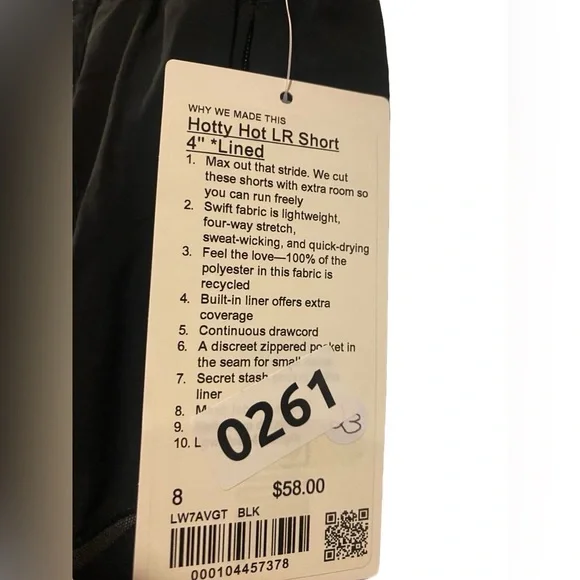 WHY WE MADE THIS
Hotty Hot LR Short
4" *Lined
1. Max out that stride. We cut
these shorts with extra room so
you can run freely
2. Swift fabric is lightweight,
four-way stretch,
sweat-wicking, and quick-drying
3. Feel the love—100% of the
polyester in this fabric is
recycled
4. Built-in liner offers extra
coverage
5. Continuous drawcord
6. A discreet zippered pocket in
the seam for small
7. Secret stash
liner
8. M
9.
10. L
0261
8 $58.00
LW7AVGT BLK
000104457378